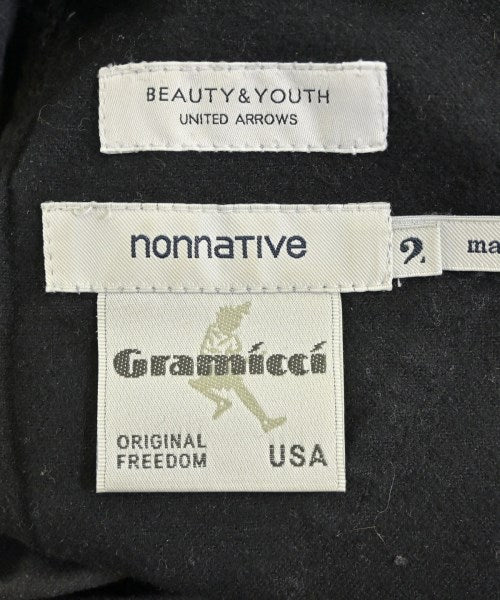 BEAUTY&YOUTH
UNITED ARROWS
nonnative
2
ma
Gramicci
ORIGINAL
FREEDOM
USA